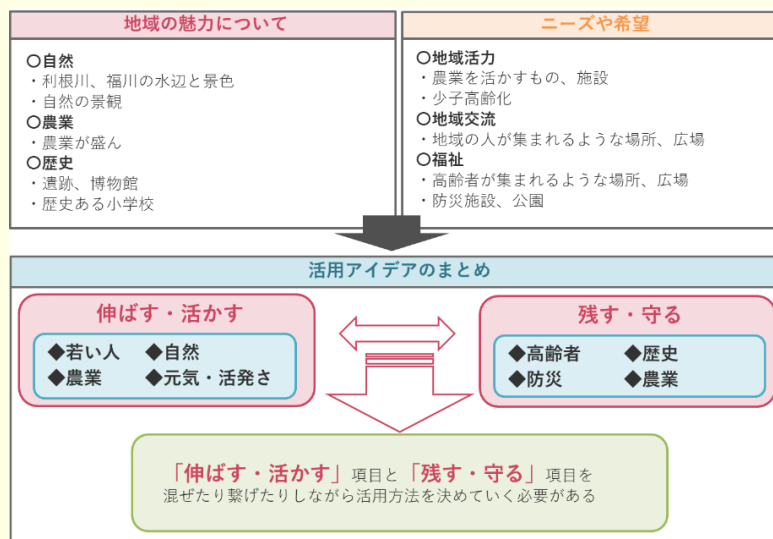 地域の魅力について
〇自然
・利根川、福川の水辺と景色
・自然の景観
〇農業
・農業が盛ん
〇歴史
・遺跡、博物館
・歴史ある小学校
ニーズや希望
〇地域活力
・農業を活かすもの、施設
・少子高齢化
〇地域交流
・地域の人が集まれるような場所、広場
〇福祉
・高齢者が集まれるような場所、広場
・防災施設、公園
活用アイデアのまとめ
伸ばす・活かす
◆若い人 ◆自然
◆農業 ◆元気・活発さ
残す・守る
◆高齢者 ◆歴史
◆防災 ◆農業
「伸ばす・活かす」項目と「残す・守る」項目を
混ぜたり繋げたりしながら活用方法を決めていく必要がある